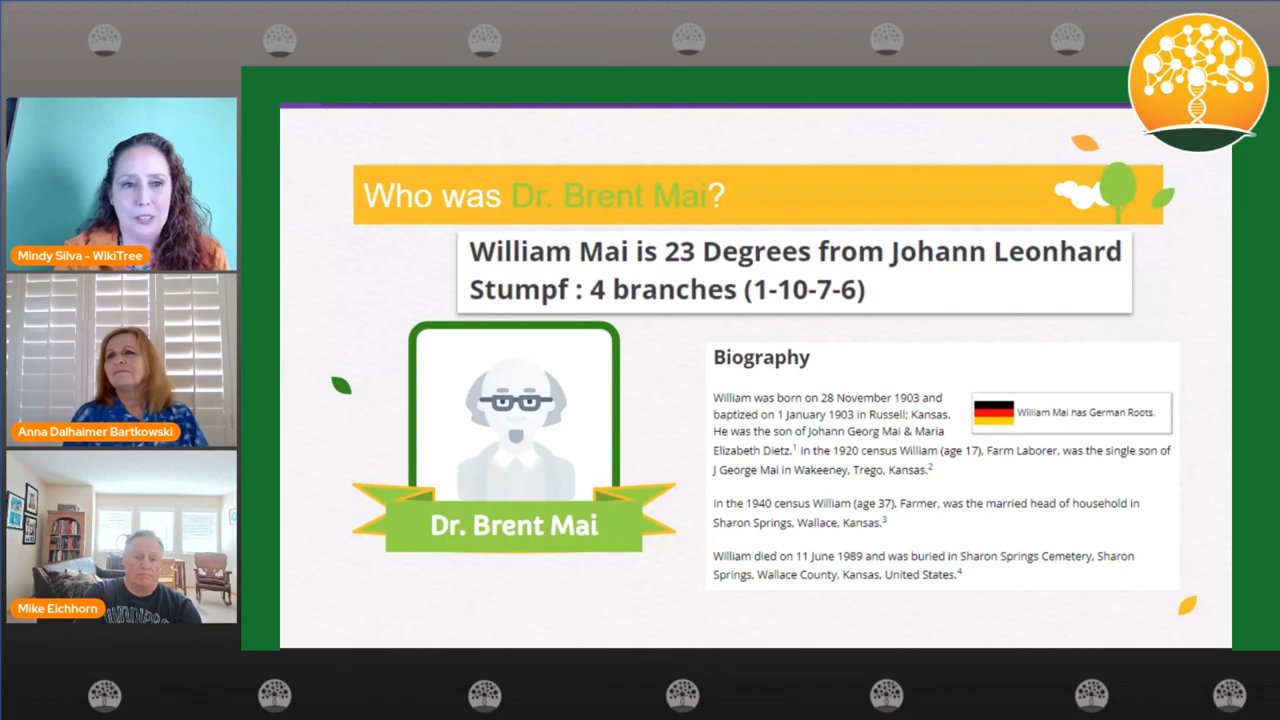 Who was Dr. Brent Mai?
William Mai is 23 Degrees from Johann Leonhard
Stumpf : 4 branches (1-10-7-6)
Mindy Silva - WikiTree
Anna Dalhaimer Bartkowski
Mike Eichhorn
Dr. Brent Mai
Biography
William was born on 28 November 1903 and
baptized on 1 January 1903 in Russell; Kansas.
He was the son of Johann Georg Mai & Maria
Elizabeth Dietz.1 In the 1920 census William (age 17), Farm Laborer, was the single son of
J George Mai in Wakeeney, Trego, Kansas.2
William Mai has German Roots.
In the 1940 census William (age 37), Farmer, was the married head of household in
Sharon Springs, Wallace, Kansas.3
William died on 11 June 1989 and was buried in Sharon Springs Cemetery, Sharon
Springs, Wallace County, Kansas, United States.4